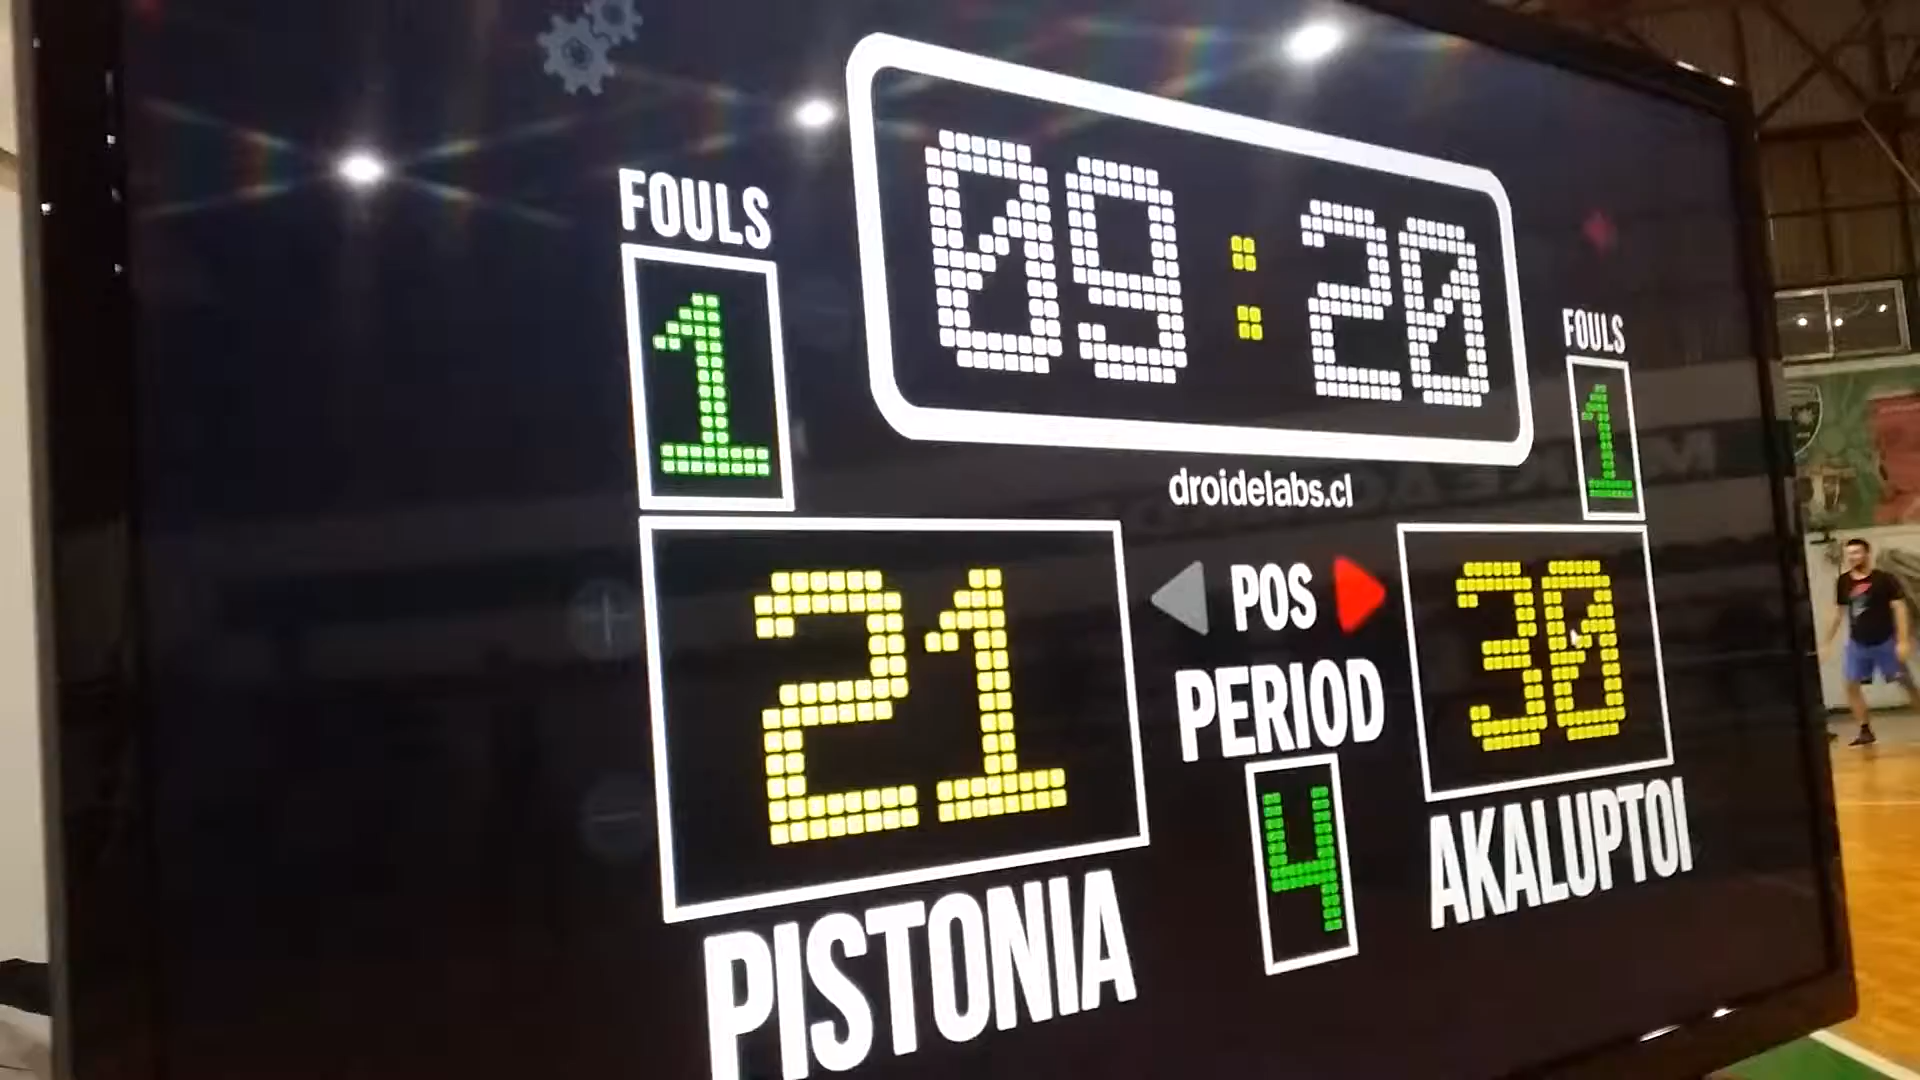 09:20
FOULS
1
FOULS
1
droidelabs.cl
21
POS
30
PERIOD
4
PISTONIA
AKALUPTOI